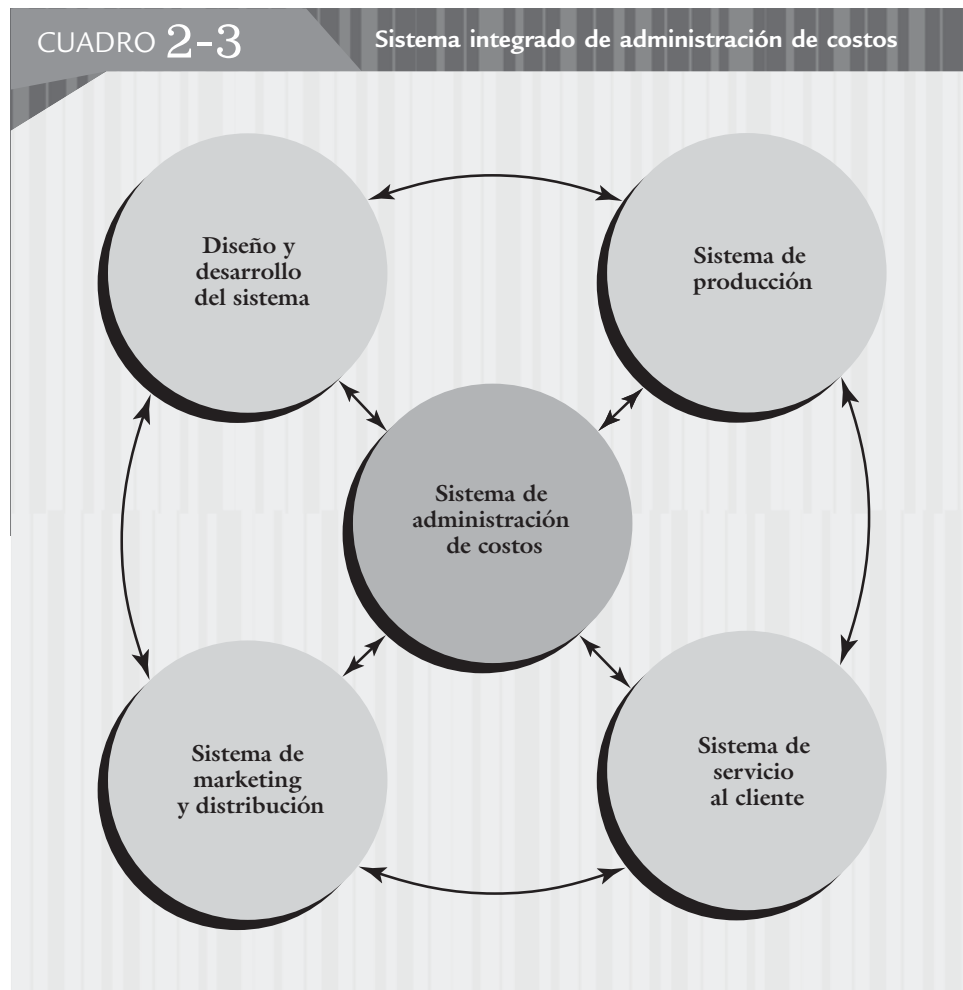 CUADRO 2-3
Sistema integrado de administración de costos
Diseño y
desarrollo
del sistema
Sistema de
producción
Sistema de
administración
de costos
Sistema de
marketing
y distribución
Sistema de
servicio
al cliente